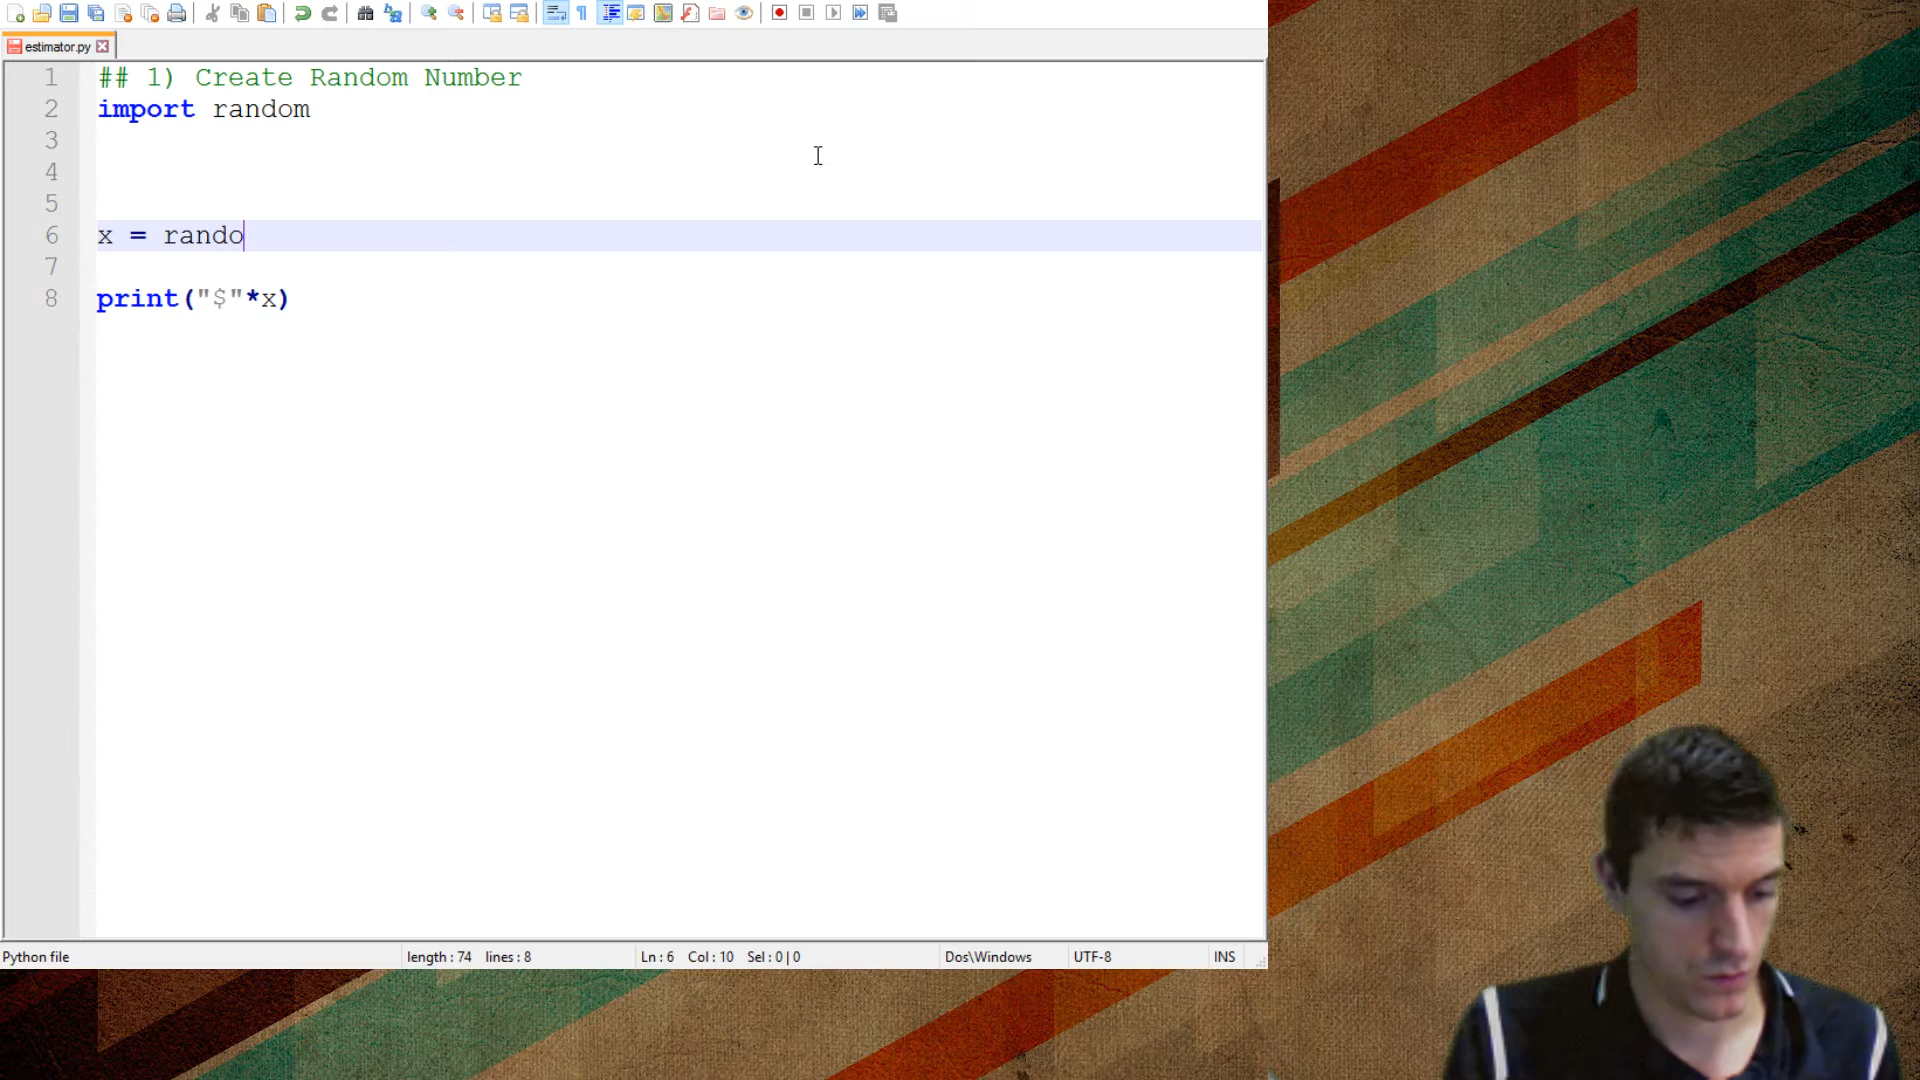 estimator.py
1 ## 1) Create Random Number
2 import random
3
4
5
6 x = rando
7
8 print("$"*x)
Python file length : 74 lines : 8 Ln : 6 Col : 10 Sel : 0 | 0 Dos\Windows UTF-8 INS